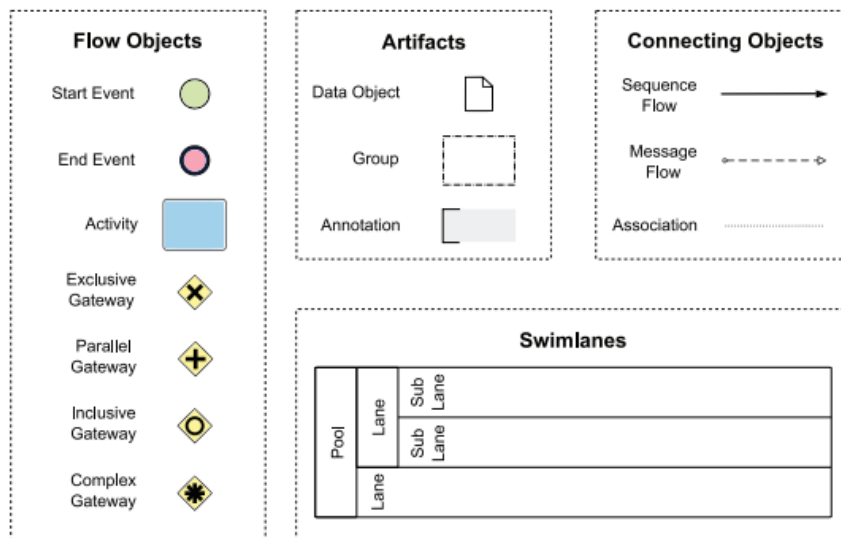 Flow Objects
Start Event
End Event
Activity
Exclusive
Gateway
Parallel
Gateway
Inclusive
Gateway
Complex
Gateway
Artifacts
Data Object
Group
Annotation
Connecting Objects
Sequence
Flow
Message
Flow
Association
Swimlanes
Pool
Lane
Sub
Lane
Sub
Lane
Lane